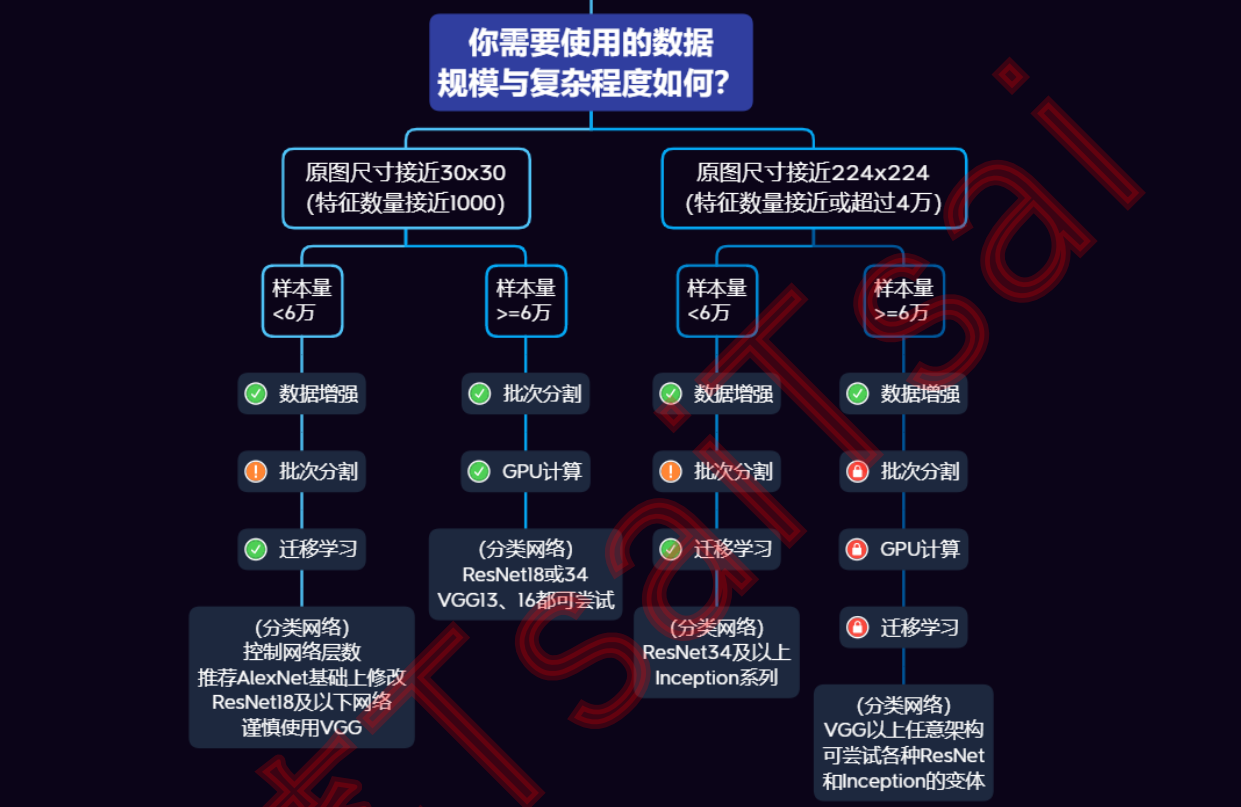 你需要使用的数据
规模与复杂程度如何?
原图尺寸接近30x30
(特征数量接近1000)
样本量
<6万
数据增强
批次分割
迁移学习
(分类网络)
控制网络层数
推荐AlexNet基础上修改
ResNet18及以下网络
谨慎使用VGG
样本量
>=6万
批次分割
GPU计算
(分类网络)
ResNet18或34
VGG13、16都可尝试
原图尺寸接近224x224
(特征数量接近或超过4万)
样本量
<6万
数据增强
批次分割
迁移学习
(分类网络)
ResNet34及以上
Inception系列
样本量
>=6万
数据增强
批次分割
GPU计算
迁移学习
(分类网络)
VGG以上任意架构
可尝试各种ResNet
和Inception的变体
TsaiTsai